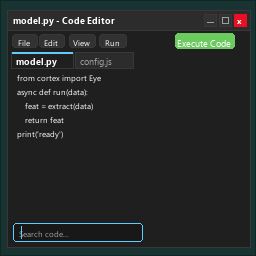 model.py - Code Editor
File Edit View Run Execute Code
model.py config.js
from cortex import Eye
async def run(data):
feat = extract(data)
return feat
print('ready')
Search code...